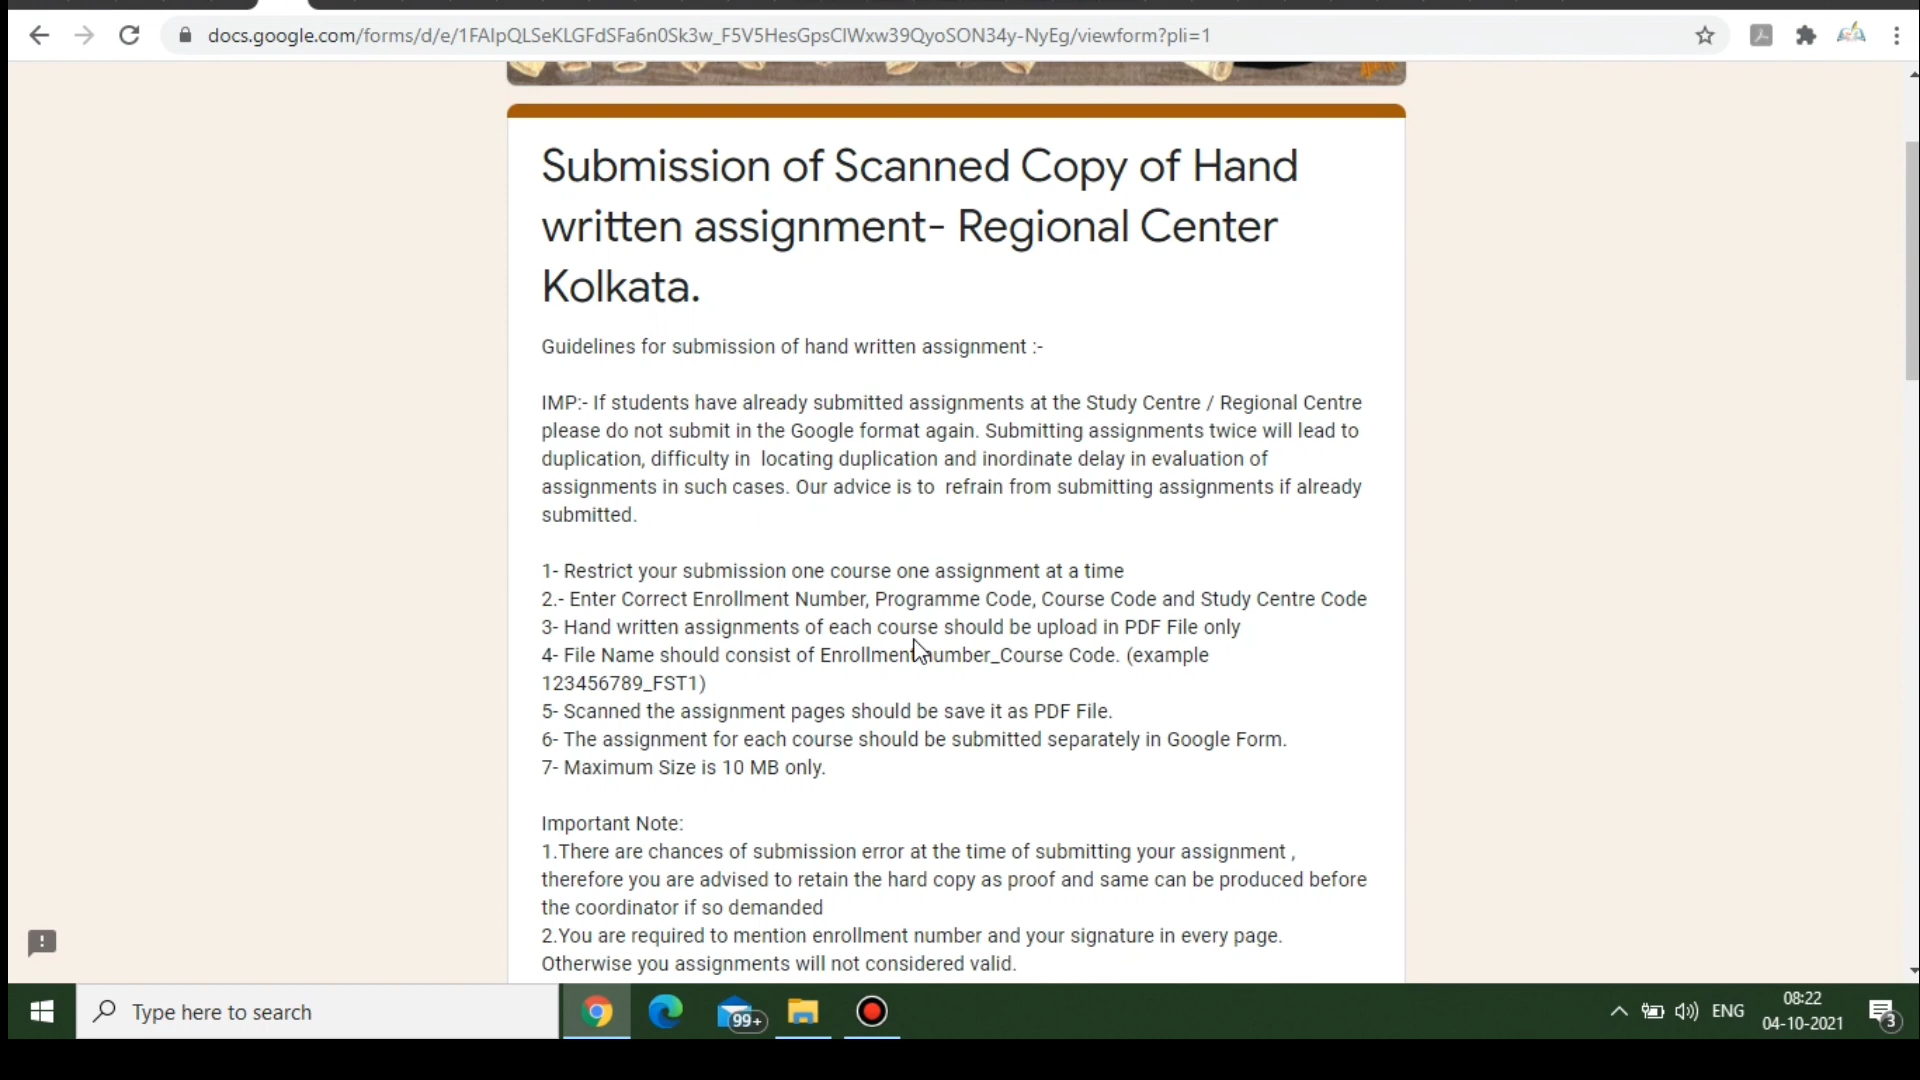 docs.google.com/forms/d/e/1FAIpQLSeKLGFdSFa6n0Sk3w_F5V5HesGpsClWxw39QyoSON34y-NyEg/viewform?pli=1
Submission of Scanned Copy of Hand
written assignment- Regional Center
Kolkata.
Guidelines for submission of hand written assignment :-
IMP:- If students have already submitted assignments at the Study Centre / Regional Centre
please do not submit in the Google format again. Submitting assignments twice will lead to
duplication, difficulty in  locating duplication and inordinate delay in evaluation of
assignments in such cases. Our advice is to  refrain from submitting assignments if already
submitted.
1- Restrict your submission one course one assignment at a time
2.- Enter Correct Enrollment Number, Programme Code, Course Code and Study Centre Code
3- Hand written assignments of each course should be upload in PDF File only
4- File Name should consist of Enrollment number_Course Code. (example
123456789_FST1)
5- Scanned the assignment pages should be save it as PDF File.
6- The assignment for each course should be submitted separately in Google Form.
7- Maximum Size is 10 MB only.
Important Note:
1.There are chances of submission error at the time of submitting your assignment ,
therefore you are advised to retain the hard copy as proof and same can be produced before
the coordinator if so demanded
2.You are required to mention enrollment number and your signature in every page.
Otherwise you assignments will not considered valid.
Type here to search
99+
ENG
08:22
04-10-2021
3